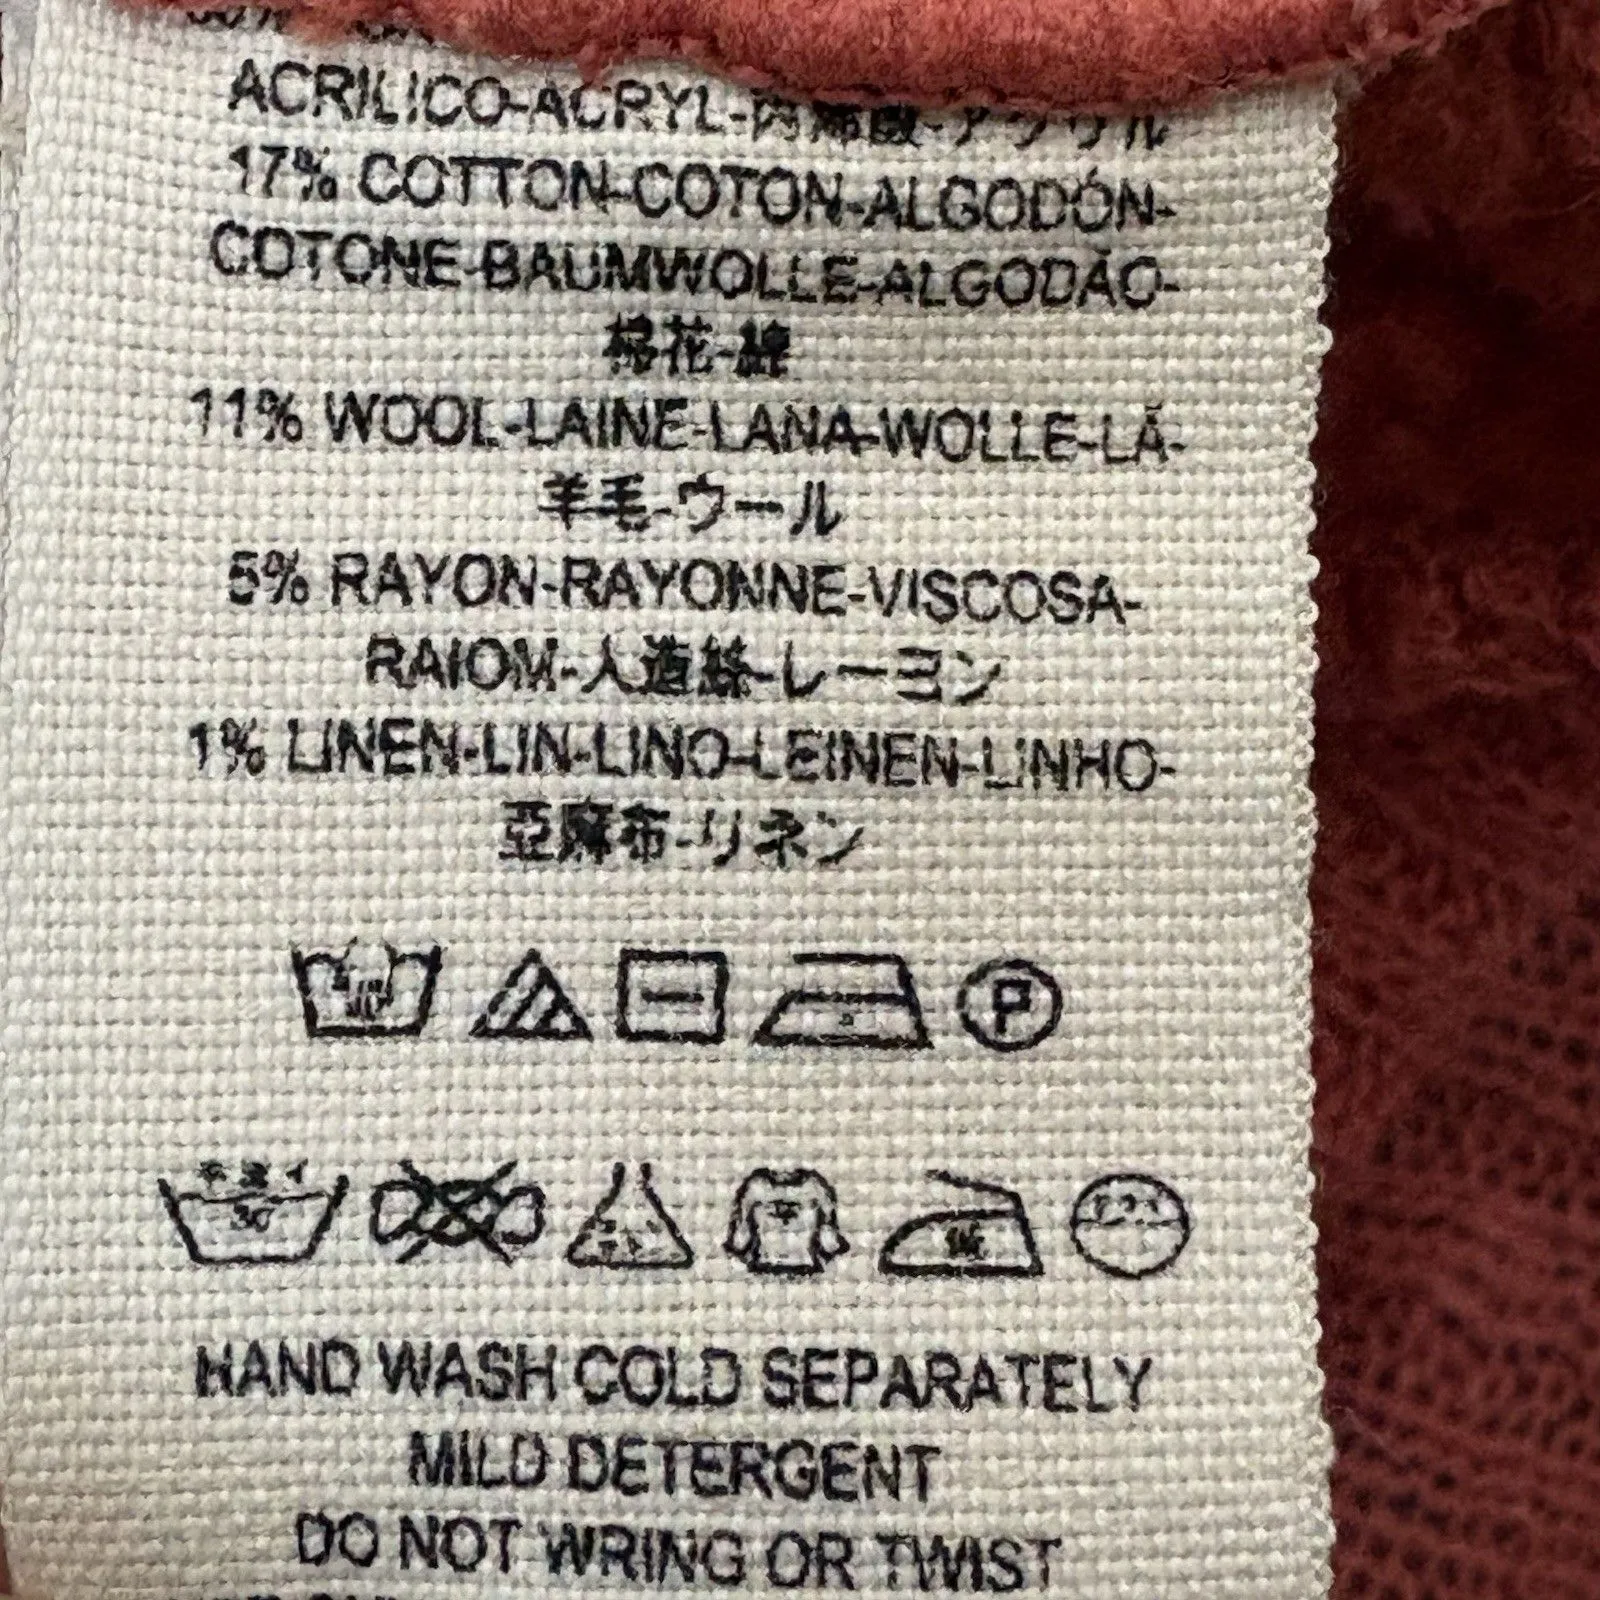 ACRILICO-ACRYL-丙烯酸-アクリル
17% COTTON-COTON-ALGODÓN-
COTONE-BAUMWOLLE-ALGODÃO-
棉花-綿
11% WOOL-LAINE-LANA-WOLLE-LÃ-
羊毛-ウール
5% RAYON-RAYONNE-VISCOSA-
RAIOM-人造絲-レーヨン
1% LINEN-LIN-LINO-LEINEN-LINHO-
亞麻布-リネン
P
30
HAND WASH COLD SEPARATELY
MILD DETERGENT
DO NOT WRING OR TWIST